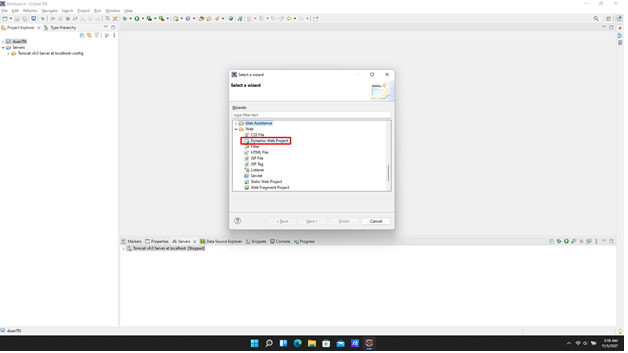 workspace - Eclipse IDE
File Edit Refactor Navigate Search Project Run Window Help
Project Explorer
Type Hierarchy
duanTN
Servers
Tomcat v9.0 Server at localhost-config
Select a wizard
Select a wizard
Wizards:
type filter text
User Assistance
Web
CSS File
Dynamic Web Project
Filter
HTML File
JSP File
JSP Tag
Listener
Servlet
Static Web Project
Web Fragment Project
< Back Next > Finish Cancel
Markers Properties Servers Data Source Explorer Snippets Console Progress
Tomcat v9.0 Server at localhost [Stopped]
duanTN
11/5/2021